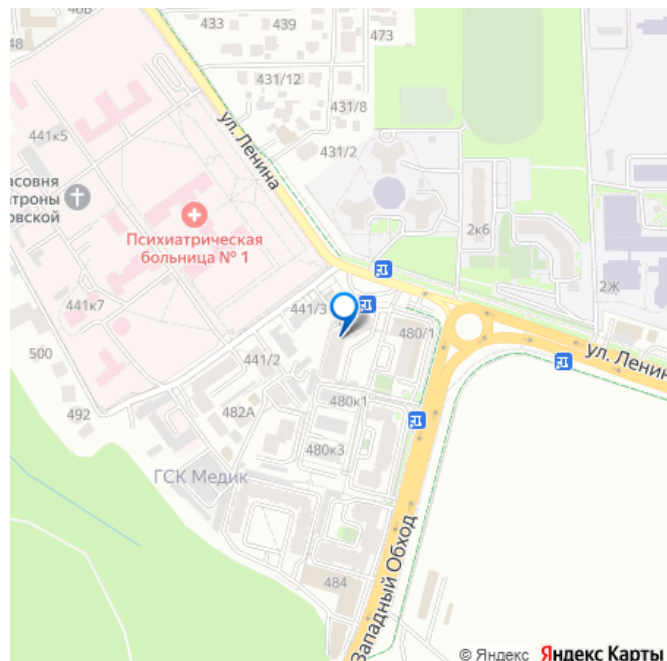 46В
433
439
473
48
431/12
431/8
ул. Ленина
441к5
431/2
асовня
атроны
овской
Психиатрическая
больница № 1
2к6
2Ж
441к7
441/3
480/1
500
441/2
ул. Ленин
492
482А
480к1
480к3
ГСК Медик
484
Западный Обход
© Яндекс Яндекс Карты